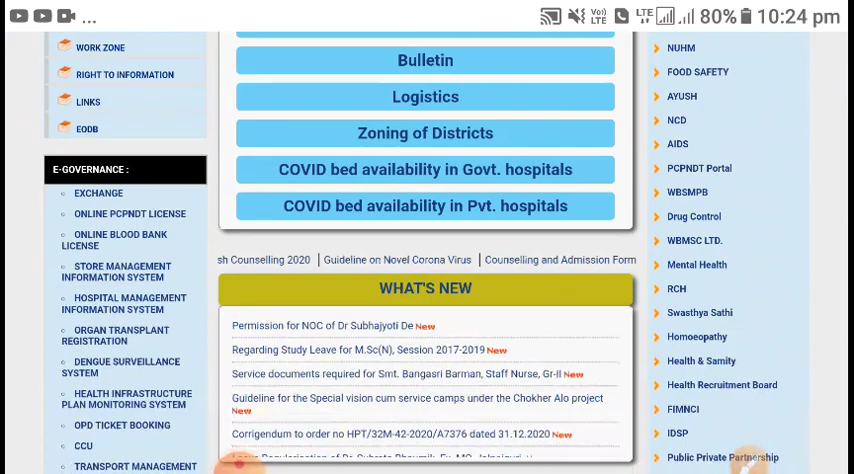 ... VoI) LTE LTE 80% 10:24 pm
WORK ZONE
RIGHT TO INFORMATION
LINKS
EODB
E-GOVERNANCE :
EXCHANGE
ONLINE PCPNDT LICENSE
ONLINE BLOOD BANK
LICENSE
STORE MANAGEMENT
INFORMATION SYSTEM
HOSPITAL MANAGEMENT
INFORMATION SYSTEM
ORGAN TRANSPLANT
REGISTRATION
DENGUE SURVEILLANCE
SYSTEM
HEALTH INFRASTRUCTURE
PLAN MONITORING SYSTEM
OPD TICKET BOOKING
CCU
TRANSPORT MANAGEMENT
Bulletin
Logistics
Zoning of Districts
COVID bed availability in Govt. hospitals
COVID bed availability in Pvt. hospitals
sh Counselling 2020 | Guideline on Novel Corona Virus | Counselling and Admission Form
WHAT'S NEW
Permission for NOC of Dr Subhajyoti De New
Regarding Study Leave for M.Sc(N), Session 2017-2019 New
Service documents required for Smt. Bangasri Barman, Staff Nurse, Gr-II New
Guideline for the Special vision cum service camps under the Chokher Alo project
New
Corrigendum to order no HPT/32M-42-2020/A7376 dated 31.12.2020 New
NUHM
FOOD SAFETY
AYUSH
NCD
AIDS
PCPNDT Portal
WBSMPB
Drug Control
WBMSC LTD.
Mental Health
RCH
Swasthya Sathi
Homoeopathy
Health & Samity
Health Recruitment Board
FIMNCI
IDSP
Public Private Partnership